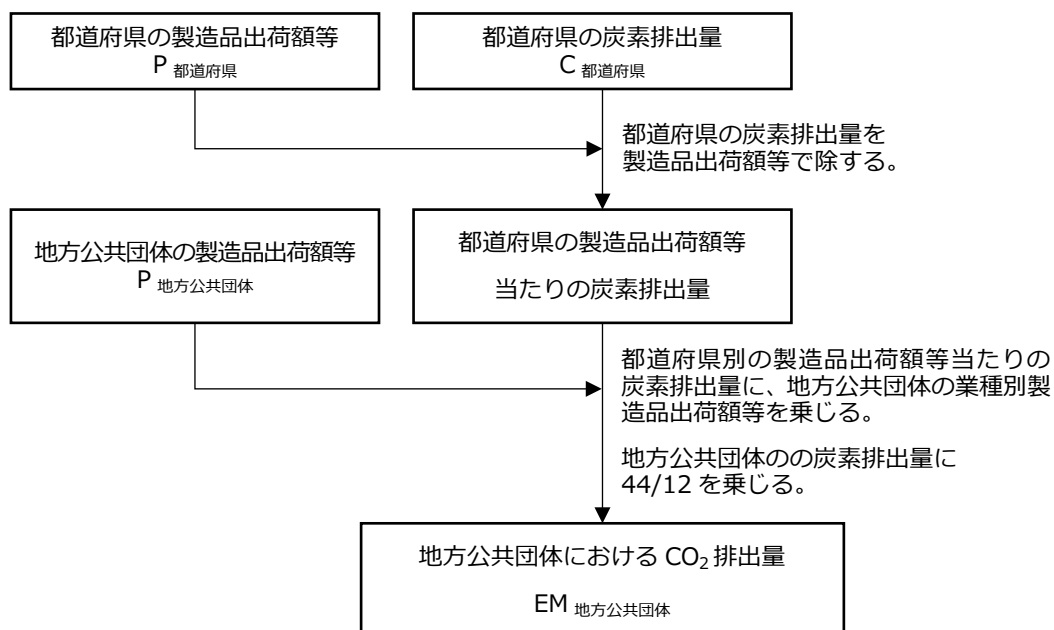 都道府県の製造品出荷額等
P 都道府県
都道府県の炭素排出量
C 都道府県
都道府県の炭素排出量を
製造品出荷額等で除する。
地方公共団体の製造品出荷額等
P 地方公共団体
都道府県の製造品出荷額等
当たりの炭素排出量
都道府県別の製造品出荷額等当たりの
炭素排出量に、地方公共団体の業種別製
造品出荷額等を乗じる。
地方公共団体のの炭素排出量に
44/12 を乗じる。
地方公共団体における CO₂ 排出量
EM 地方公共団体